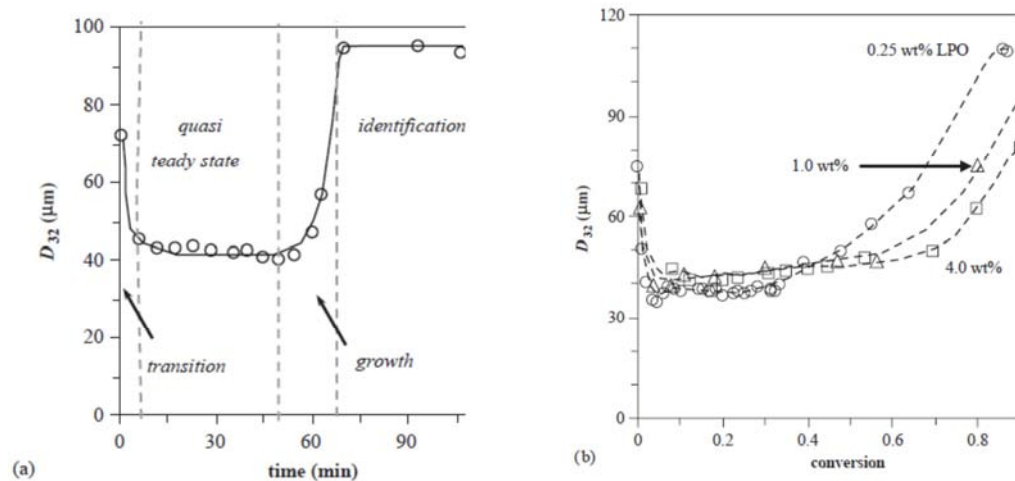 100
80
60
40
20
0
D32 (μm)
quasi
teady state
identification
transition
growth
0
30
60
90
time (min)
(a)
120
90
60
30
0
D32 (μm)
0.25 wt% LPO
1.0 wt%
4.0 wt%
0
0.2
0.4
0.6
0.8
conversion
(b)